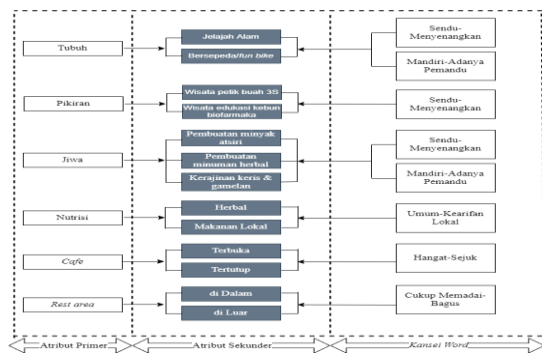 Tubuh
Jelajah Alam
Bersepeda/fun bike
Sendu-
Menyenangkan
Mandiri-Adanya
Pemandu
Pikiran
Wisata petik buah 3S
Wisata edukasi kebun
biofarmaka
Sendu-
Menyenangkan
Jiwa
Pembuatan minyak
atsiri
Pembuatan
minuman herbal
Kerajinan keris &
gamelan
Sendu-
Menyenangkan
Mandiri-Adanya
Pemandu
Nutrisi
Herbal
Makanan Lokal
Umum-Kearifan
Lokal
Cafe
Terbuka
Tertutup
Hangat-Sejuk
Rest area
di Dalam
di Luar
Cukup Memadai-
Bagus
Atribut Primer
Atribut Sekunder
Kansei Word